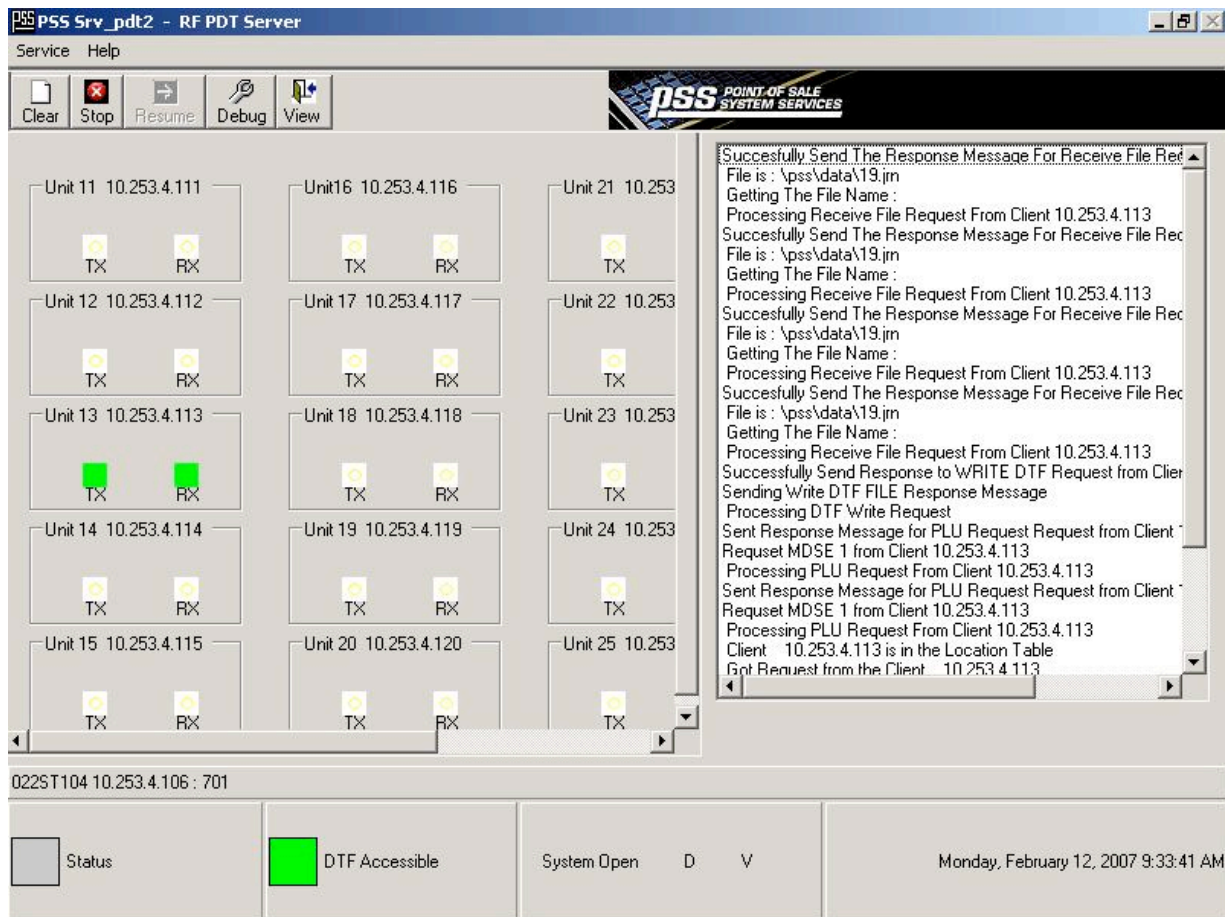 PSS PSS Srv_pdt2 - RF PDT Server
Service Help
Clear Stop Resume Debug View
PSS POINT OF SALE
SYSTEM SERVICES
Unit 11 10.253.4.111
TX RX
Unit 12 10.253.4.112
TX RX
Unit 13 10.253.4.113
TX RX
Unit 14 10.253.4.114
TX RX
Unit 15 10.253.4.115
TX RX
Unit16 10.253.4.116
TX RX
Unit 17 10.253.4.117
TX RX
Unit 18 10.253.4.118
TX RX
Unit 19 10.253.4.119
TX RX
Unit 20 10.253.4.120
TX RX
Unit 21 10.253
TX
Unit 22 10.253
TX
Unit 23 10.253
TX
Unit 24 10.253
TX
Unit 25 10.253
TX
Succesfully Send The Response Message For Receive File
File is : \pss\data\19.jrn
Getting The File Name :
Processing Receive File Request From Client 10.253.4.113
Succesfully Send The Response Message For Receive File
File is : \pss\data\19.jrn
Getting The File Name :
Processing Receive File Request From Client 10.253.4.113
Succesfully Send The Response Message For Receive File
File is : \pss\data\19.jrn
Getting The File Name :
Processing Receive File Request From Client 10.253.4.113
Succesfully Send The Response Message For Receive File
File is : \pss\data\19.jrn
Getting The File Name :
Processing Receive File Request From Client 10.253.4.113
Successfully Send Response to WRITE DTF Request from
Sending Write DTF FILE Response Message
Processing DTF Write Request
Sent Response Message for PLU Request Request from Client
Requset MDSE 1 from Client 10.253.4.113
Processing PLU Request From Client 10.253.4.113
Sent Response Message for PLU Request Request from Client
Requset MDSE 1 from Client 10.253.4.113
Processing PLU Request From Client 10.253.4.113
Client 10.253.4.113 is in the Location Table
Got Request from the Client 10.253.4.113
022ST104 10.253.4.106 : 701
Status
DTF Accessible
System Open D V
Monday, February 12, 2007 9:33:41 AM